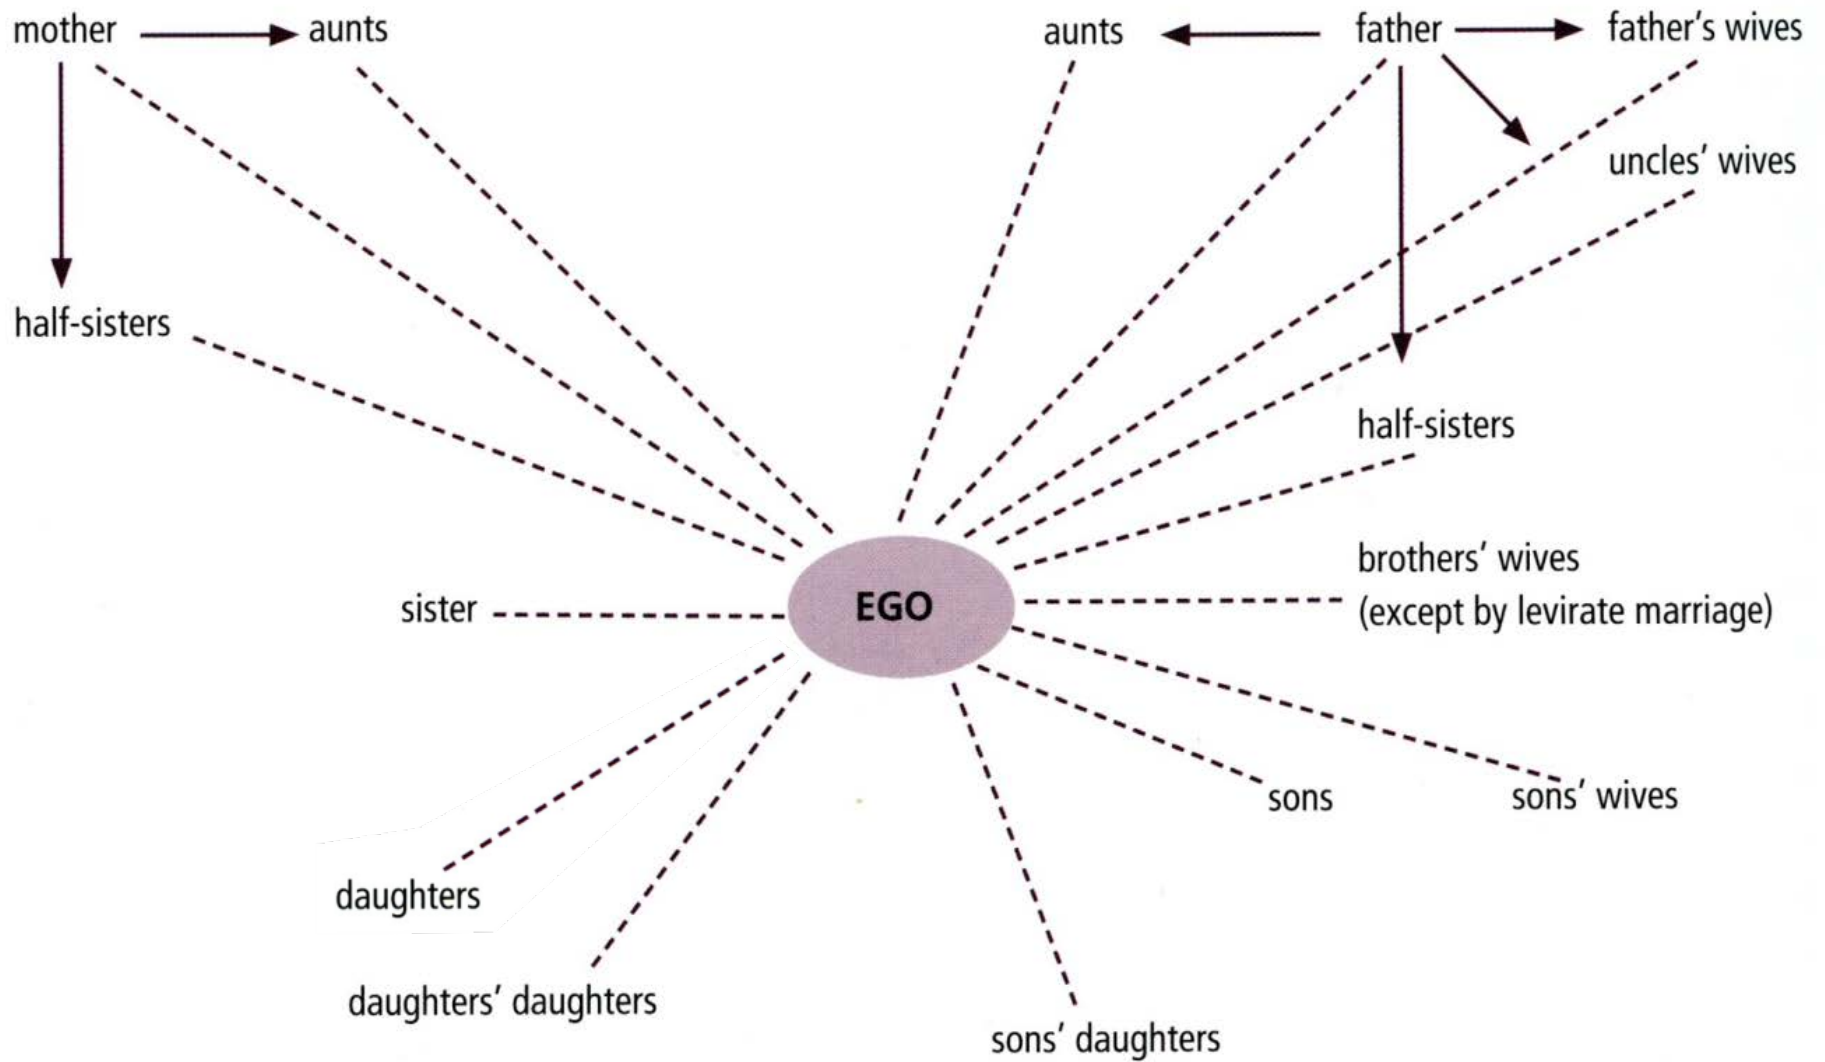 mother
aunts
aunts
father
father's wives
uncles' wives
half-sisters
half-sisters
brothers' wives
(except by levirate marriage)
sister
EGO
sons
sons' wives
daughters
daughters' daughters
sons' daughters